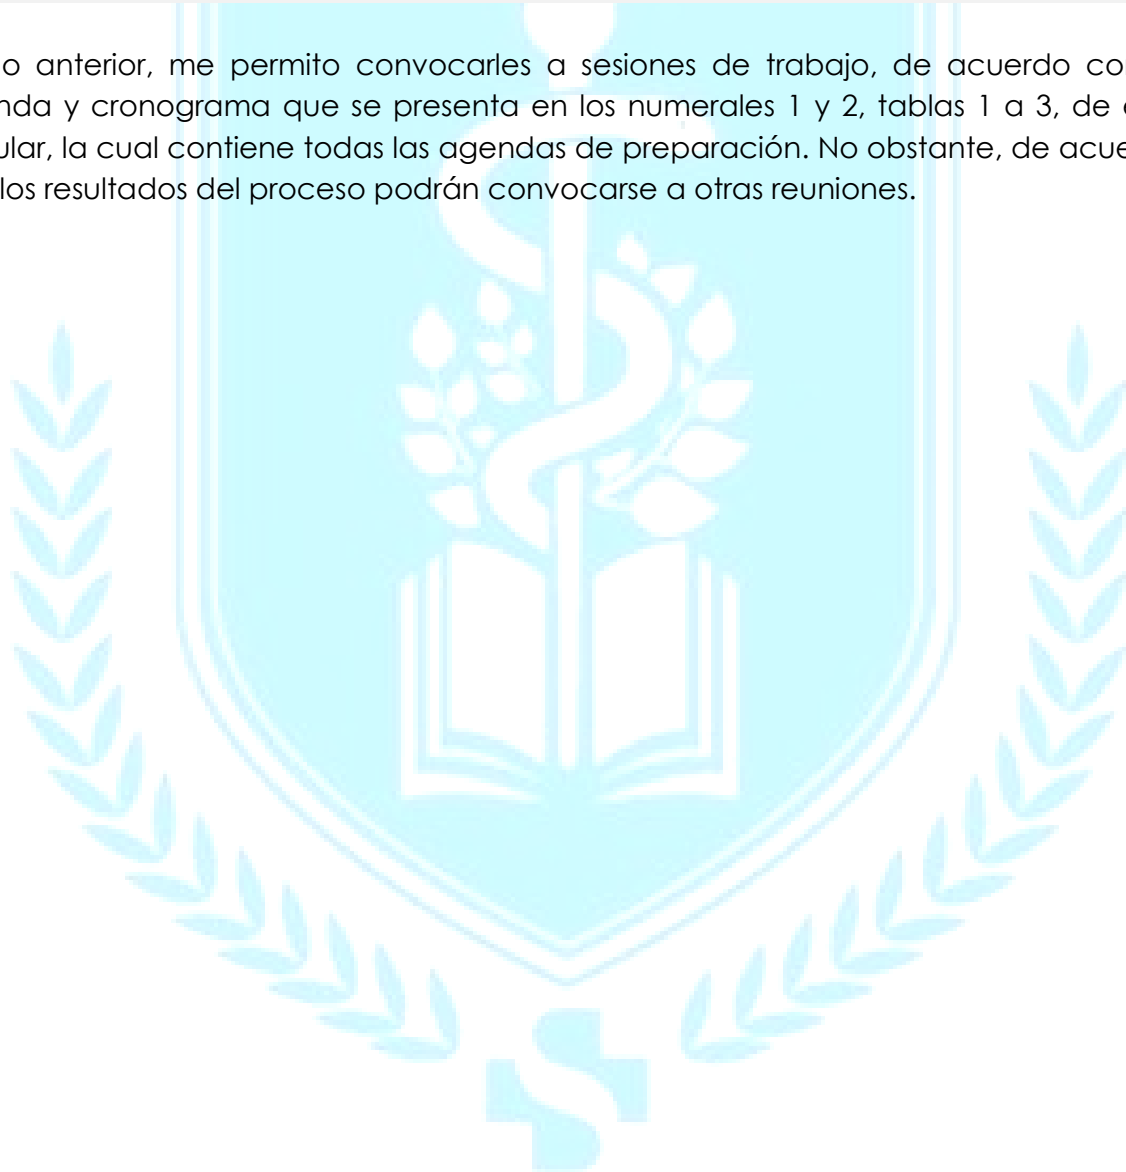 o anterior, me permito convocarles a sesiones de trabajo, de acuerdo co
nda y cronograma que se presenta en los numerales 1 y 2, tablas 1 a 3, de
ular, la cual contiene todas las agendas de preparación. No obstante, de acue
los resultados del proceso podrán convocarse a otras reuniones.